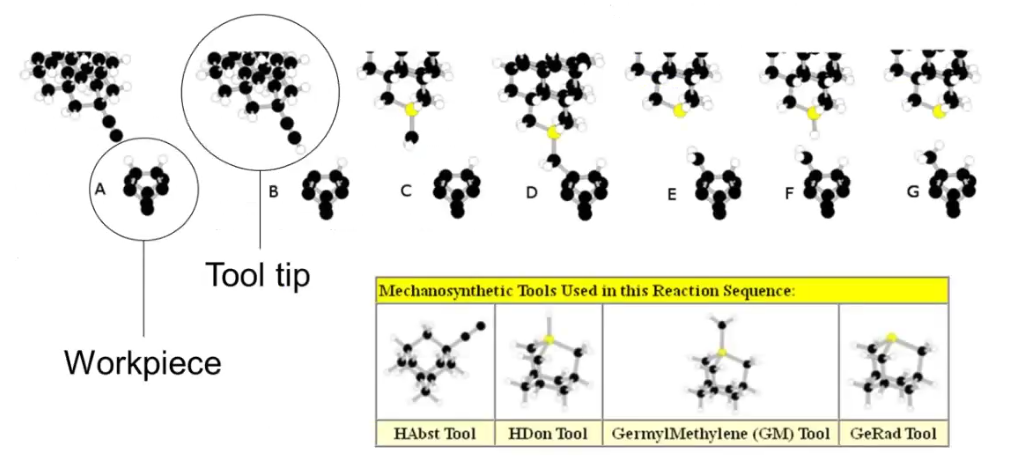 A B C D E F G
Tool tip
Workpiece
Mechanosynthetic Tools Used in this Reaction Sequence:
HAbst Tool HDon Tool GermylMethylene (GM) Tool GeRad Tool